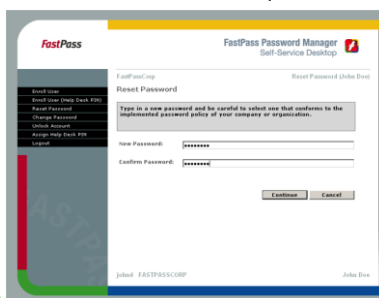 FastPass
FastPass Password Manager
Self-Service Desktop
FastPassCorp
Reset Password (John Doe)
Enroll User
Enroll User (Help Desk PIN)
Reset Password
Change Password
Unlock Account
Assign Help Desk PIN
Logout
Reset Password
Type in a new password and be careful to select one that conforms to the
implemented password policy of your company or organization.
New Password: ••••••••
Confirm Password: ••••••••
Continue Cancel
FASTPA
johnd FASTPASSCORP
John Doe